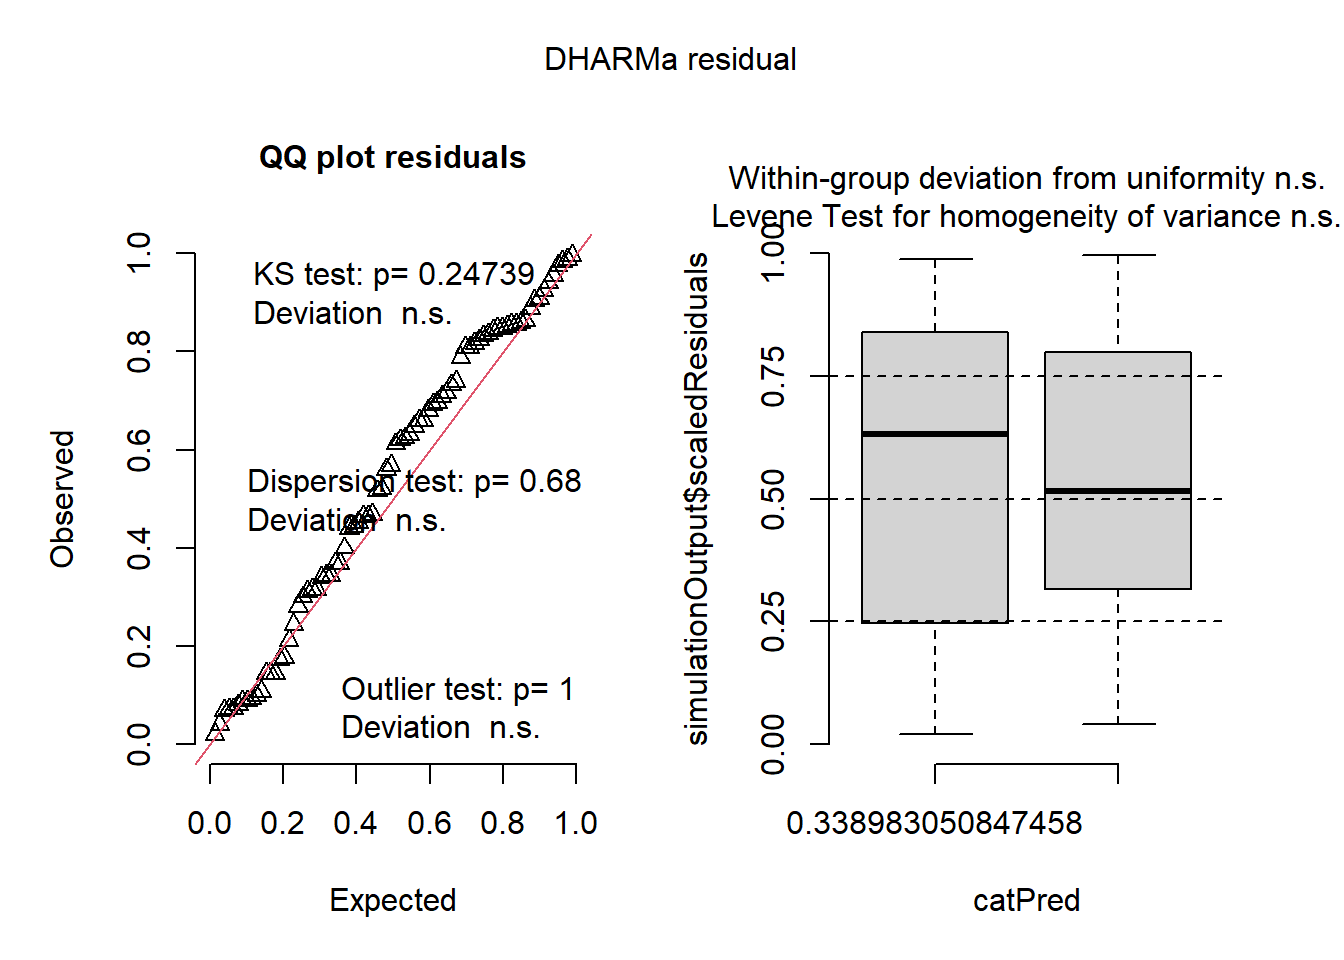 DHARMa residual
QQ plot residuals
KS test: p= 0.24739
Deviation  n.s.
Dispersion test: p= 0.68
Deviation  n.s.
Outlier test: p= 1
Deviation  n.s.
Observed
0.0 0.2 0.4 0.6 0.8 1.0
0.0 0.2 0.4 0.6 0.8 1.0
Expected
Within-group deviation from uniformity n.s.
Levene Test for homogeneity of variance n.s.
simulationOutput$scaledResiduals
0.00 0.25 0.50 0.75 1.00
0.338983050847458
catPred